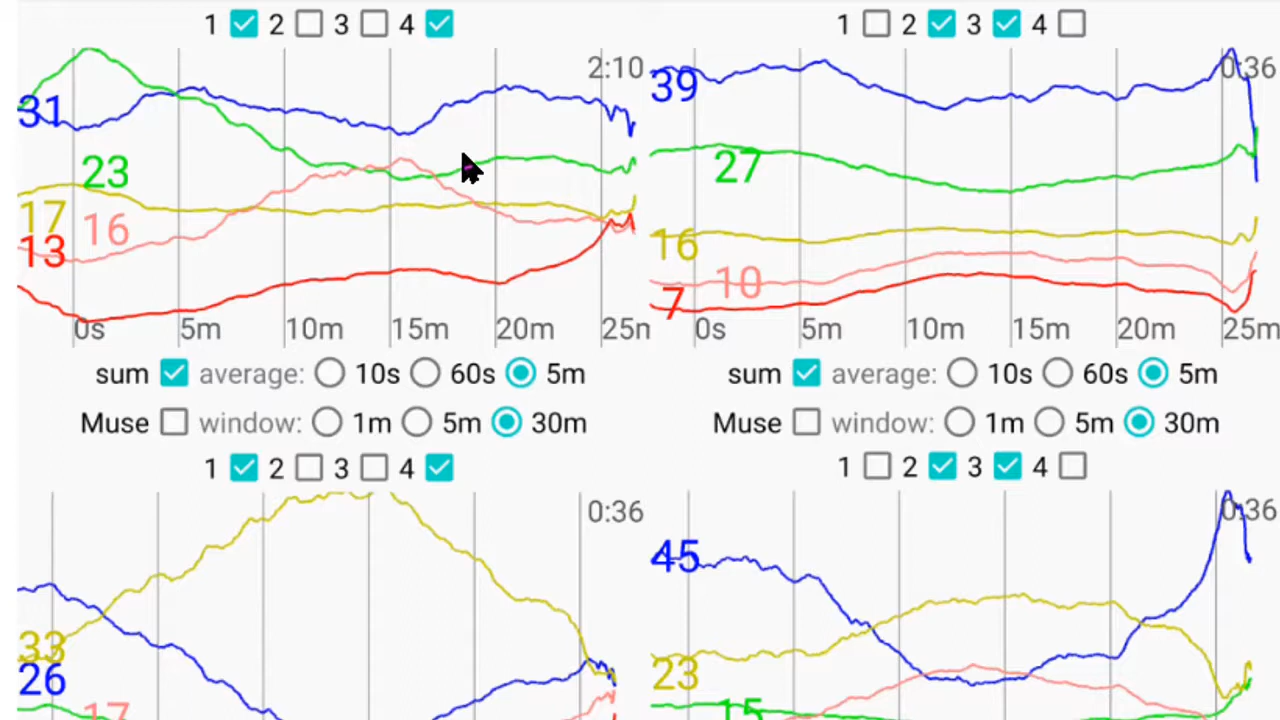 1 2 3 4
1 2 3 4
2:10
0:36
31
39
23
27
17
16
16
13
10
7
0s 5m 10m 15m 20m 25m
0s 5m 10m 15m 20m 25m
sum average: 10s 60s 5m
sum average: 10s 60s 5m
Muse window: 1m 5m 30m
Muse window: 1m 5m 30m
1 2 3 4
1 2 3 4
0:36
0:36
45
33
23
26
17
15